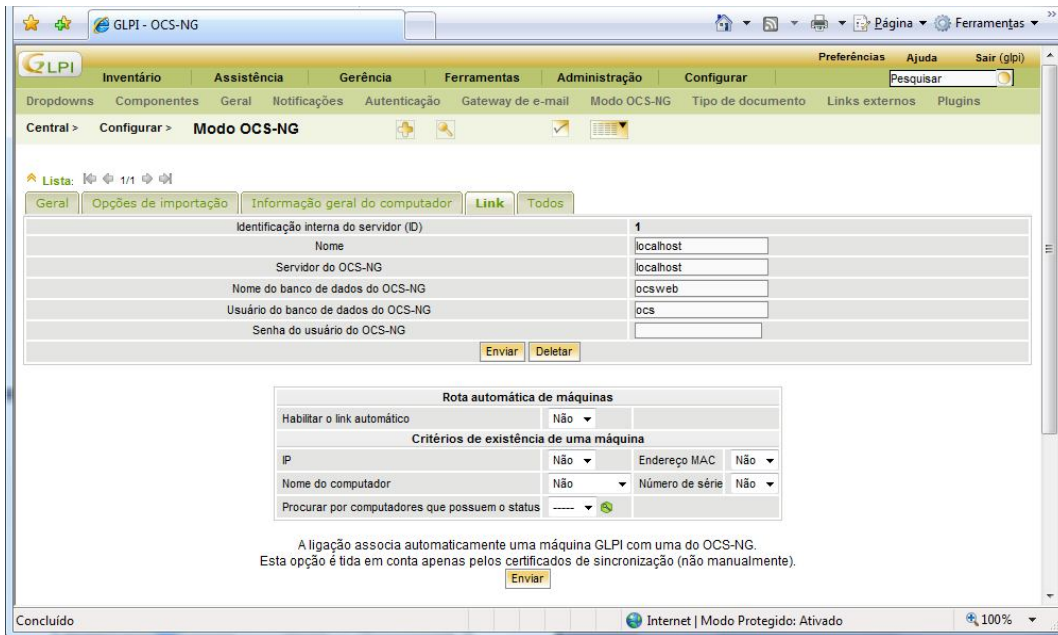 GLPI - OCS-NG
Página Ferramentas
GLPI
Preferências Ajuda Sair (glpi)
Inventário Assistência Gerência Ferramentas Administração Configurar Pesquisar
Dropdowns Componentes Geral Notificações Autenticação Gateway de e-mail Modo OCS-NG Tipo de documento Links externos Plugins
Central > Configurar > Modo OCS-NG
Lista: 1/1
Geral Opções de importação Informação geral do computador Link Todos
Identificação interna do servidor (ID) 1
Nome localhost
Servidor do OCS-NG localhost
Nome do banco de dados do OCS-NG ocsweb
Usuário do banco de dados do OCS-NG ocs
Senha do usuário do OCS-NG
Enviar Deletar
Rota automática de máquinas
Habilitar o link automático Não
Critérios de existência de uma máquina
IP Não Endereço MAC Não
Nome do computador Não Número de série Não
Procurar por computadores que possuem o status -----
A ligação associa automaticamente uma máquina GLPI com uma do OCS-NG.
Esta opção é tida em conta apenas pelos certificados de sincronização (não manualmente).
Enviar
Concluído Internet | Modo Protegido: Ativado 100%